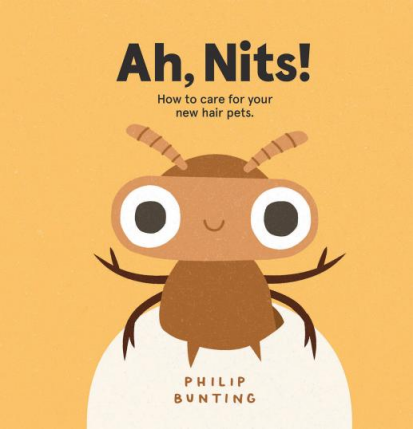 Ah, Nits!
How to care for your
new hair pets.
PHILIP
BUNTING